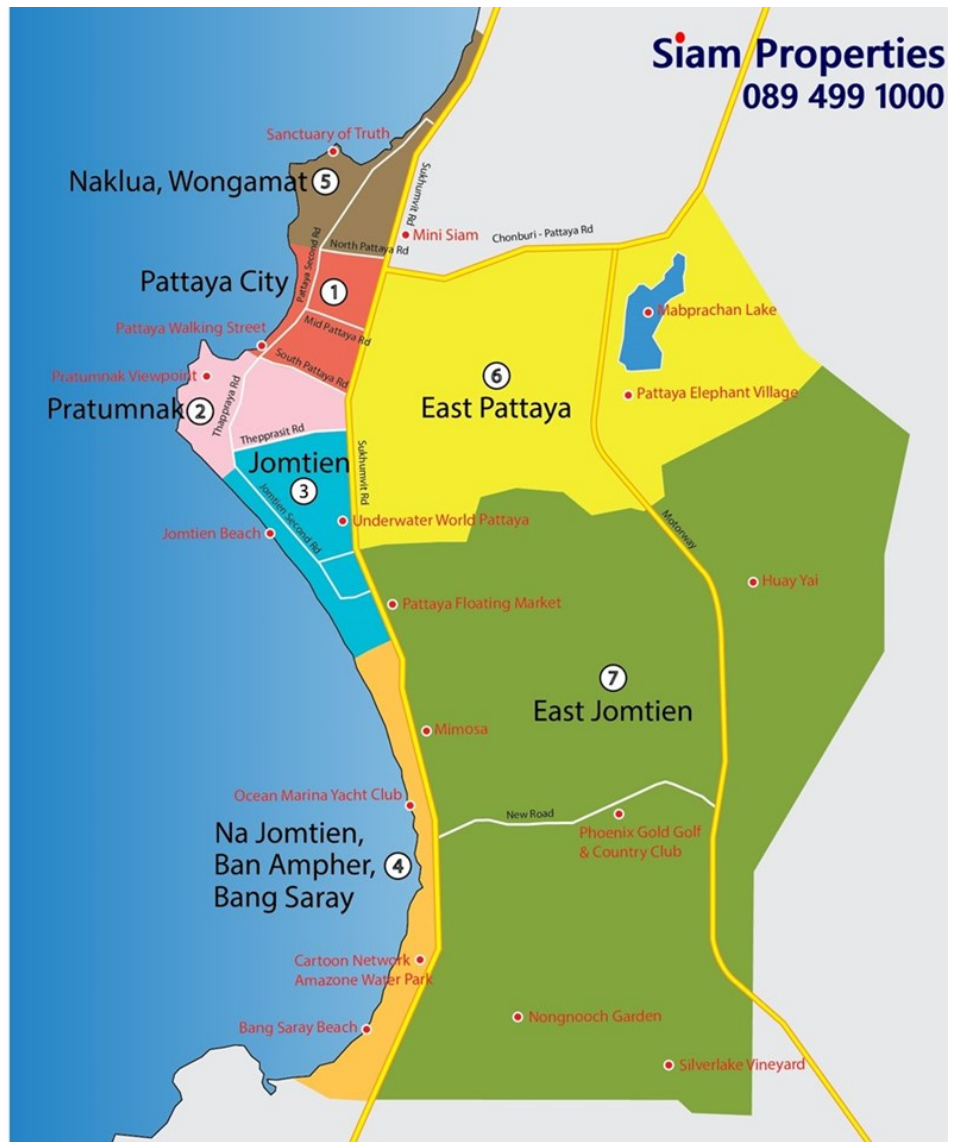 Siam Properties
089 499 1000
Sanctuary of Truth
Naklua, Wongamat 5
Sukhumvit Rd
Mini Siam
Chonburi - Pattaya Rd
North Pattaya Rd
Pattaya Second Rd
Pattaya City
1
Mabprachan Lake
Mid Pattaya Rd
Pattaya Walking Street
South Pattaya Rd
Pratumnak Viewpoint
6
Pattaya Elephant Village
Pratumnak 2
Thappraya Rd
East Pattaya
Thepprasit Rd
Jomtien
3
Sukhumvit Rd
Jomtien Second Rd
Underwater World Pattaya
Jomtien Beach
Motorway
Huay Yai
Pattaya Floating Market
7
East Jomtien
Mimosa
Ocean Marina Yacht Club
New Road
Phoenix Gold Golf
& Country Club
Na Jomtien,
Ban Ampher,
Bang Saray
4
Cartoon Network
Amazone Water Park
Bang Saray Beach
Nongnooch Garden
Silverlake Vineyard